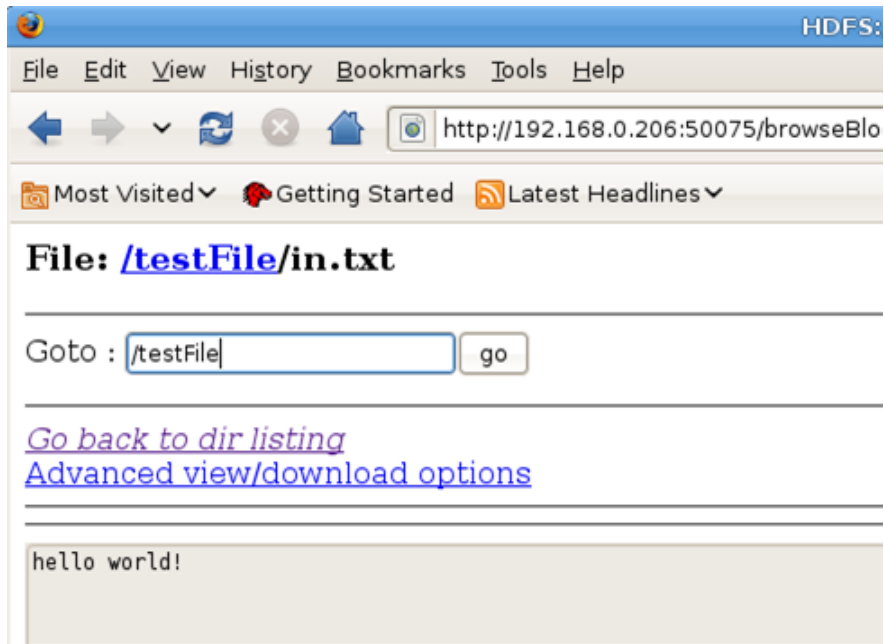 HDFS:
File Edit View History Bookmarks Tools Help
http://192.168.0.206:50075/browseBlo
Most Visited Getting Started Latest Headlines
File: /testFile/in.txt
Goto : /testFile go
Go back to dir listing
Advanced view/download options
hello world!